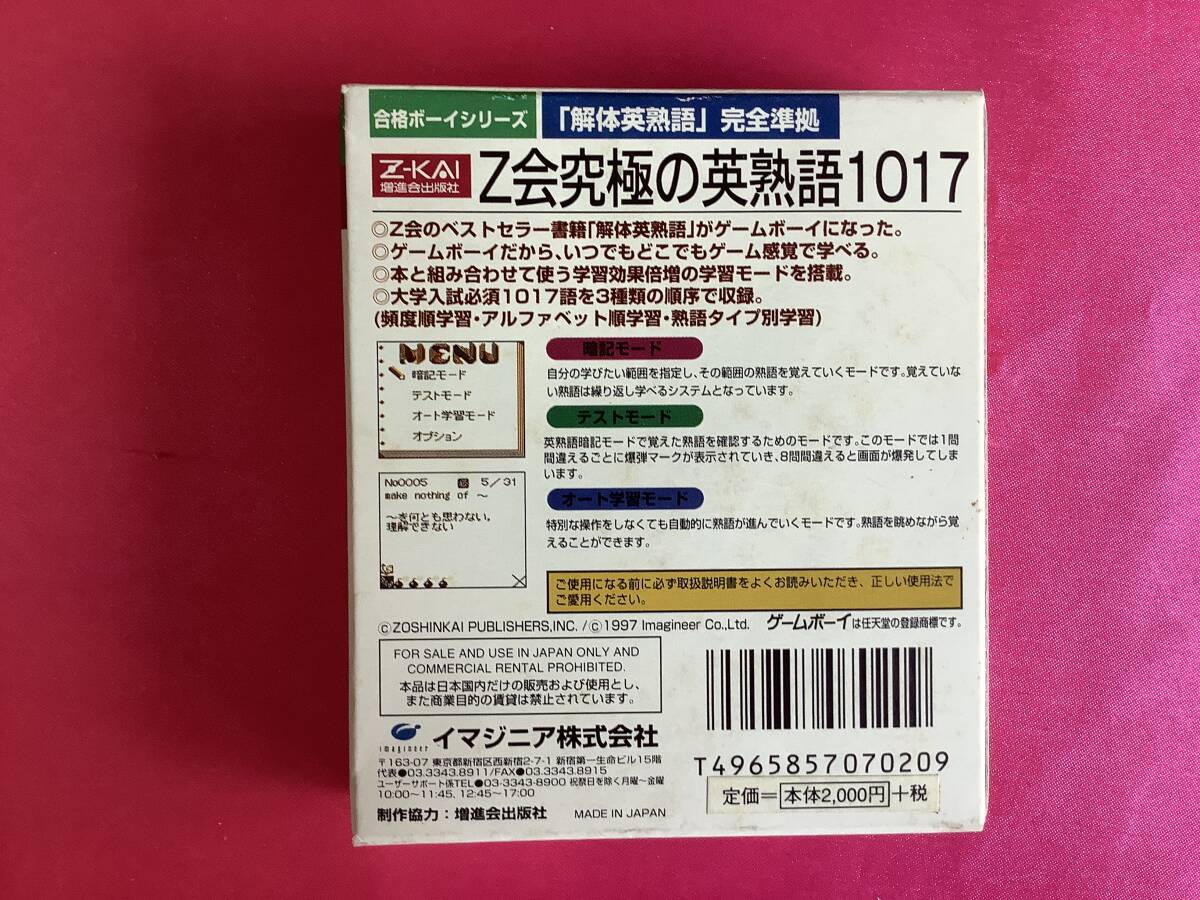 合格ボーイシリーズ
「解体英熟語」完全準拠
Z-KAI
増進会出版社
Z会究極の英熟語1017
◎Z会のベストセラー書籍「解体英熟語」がゲームボーイになった。
◎ゲームボーイだから、いつでもどこでもゲーム感覚で学べる。
◎本と組み合わせて使う学習効果倍増の学習モードを搭載。
◎大学入試必須1017語を3種類の順序で収録。
(頻度順学習・アルファベット順学習・熟語タイプ別学習)
MENU
暗記モード
テストモード
オート学習モード
オプション
暗記モード
自分の学びたい範囲を指定し、その範囲の熟語を覚えていくモードです。覚えていな
い熟語は繰り返し学べるシステムとなっています。
テストモード
英熟語暗記モードで覚えた熟語を確認するためのモードです。このモードでは1問
間違えるごとに爆弾マークが表示されていき、8問間違えると画面が爆発してしま
います。
No0005 5/31
make nothing of ～
～を何とも思わない,
理解できない
オート学習モード
特別な操作をしなくても自動的に熟語が進んでいくモードです。熟語を眺めながら覚
えることができます。
ご使用になる前に必ず取扱説明書をよくお読みいただき、正しい使用法で
ご愛用ください。
©ZOSHINKAI PUBLISHERS,INC. /©1997 Imagineer Co.,Ltd. ゲームボーイは任天堂の登録商標です。
FOR SALE AND USE IN JAPAN ONLY AND
COMMERCIAL RENTAL PROHIBITED.
本品は日本国内だけの販売および使用とし、
また商業目的の賃貸は禁止されています。
imagineer
イマジニア株式会社
〒163-07 東京都新宿区西新宿2-7-1 新宿第一生命ビル15階
代表●03.3343.8911/FAX●03.3343.8915
ユーザーサポート係TEL●03-3343-8900 祝祭日を除く月曜～金曜
10:00～11:45, 12:45～17:00
制作協力：増進会出版社
MADE IN JAPAN
T4965857070209
定価=本体2,000円+税